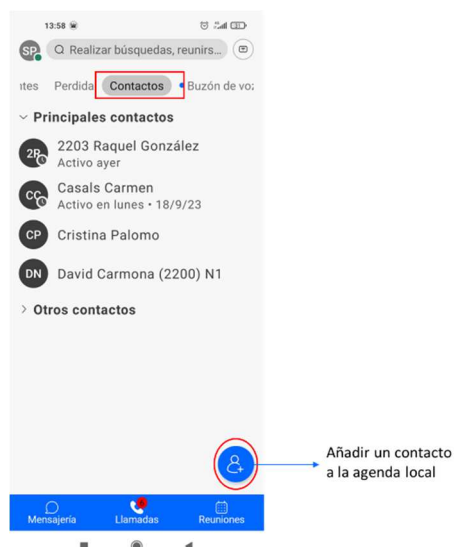 13:58
SP
Realizar búsquedas, reunirs...
ntes Perdida Contactos Buzón de voz
Principales contactos
2R
2203 Raquel González
Activo ayer
CC
Casals Carmen
Activo en lunes • 18/9/23
CP
Cristina Palomo
DN
David Carmona (2200) N1
Otros contactos
Añadir un contacto
a la agenda local
Mensajería Llamadas Reuniones